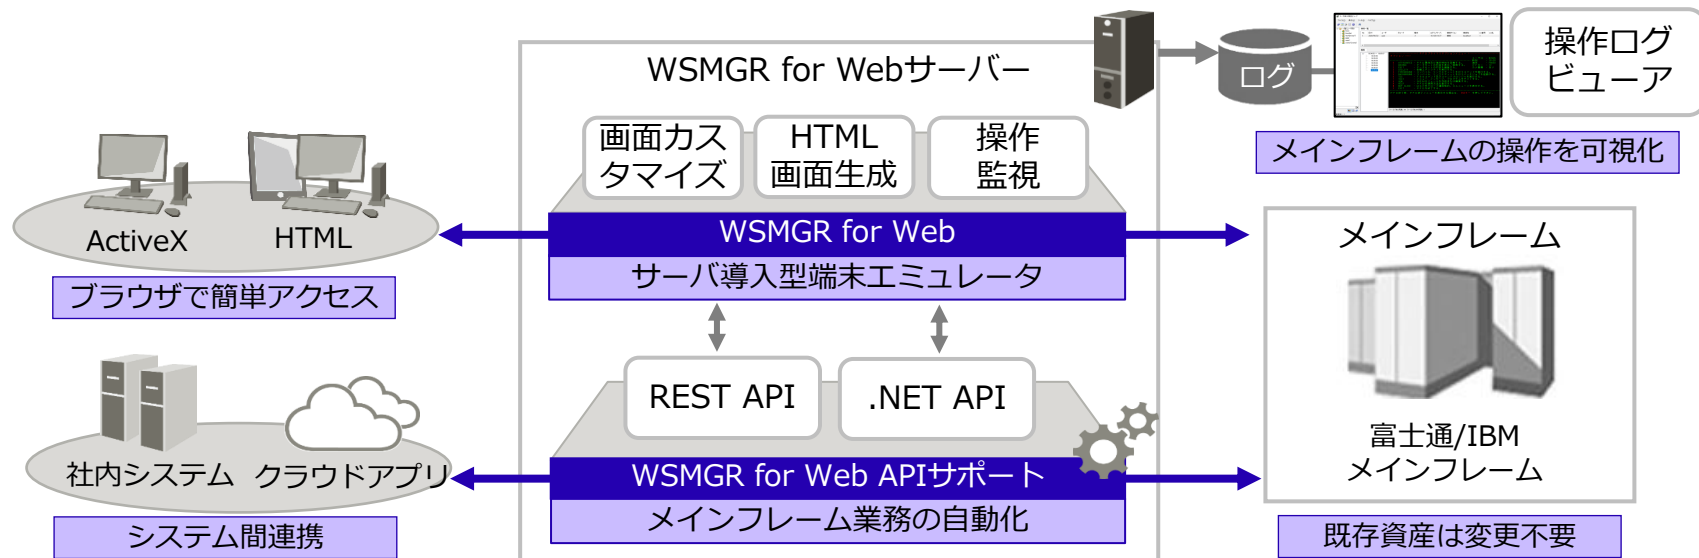 WSMGR for Webサーバー
画面カス
タマイズ
HTML
画面生成
操作
監視
WSMGR for Web
サーバ導入型端末エミュレータ
REST API
.NET API
WSMGR for Web APIサポート
メインフレーム業務の自動化
ActiveX
HTML
ブラウザで簡単アクセス
社内システム
クラウドアプリ
システム間連携
ログ
操作ログ
ビューア
メインフレームの操作を可視化
メインフレーム
富士通/IBM
メインフレーム
既存資産は変更不要